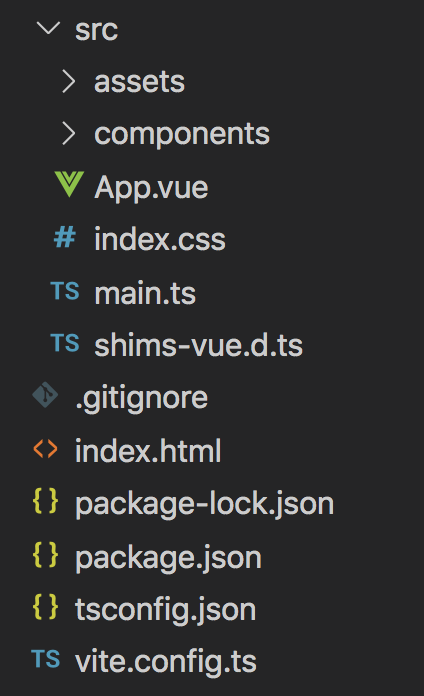 src
assets
components
App.vue
# index.css
TS main.ts
TS shims-vue.d.ts
.gitignore
<> index.html
{} package-lock.json
{} package.json
{} tsconfig.json
TS vite.config.ts